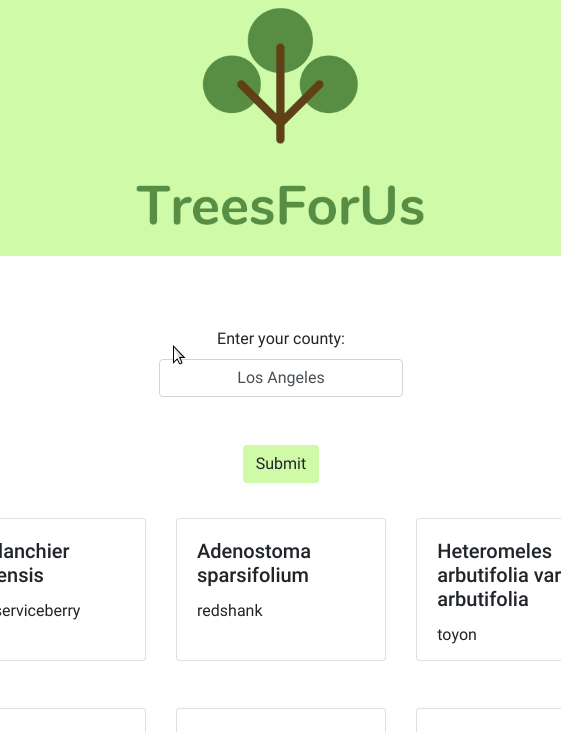 TreesForUs
Enter your county:
Los Angeles
Submit
lanchier
ensis
serviceberry
Adenostoma
sparsifolium
redshank
Heteromeles
arbutifolia var
arbutifolia
toyon